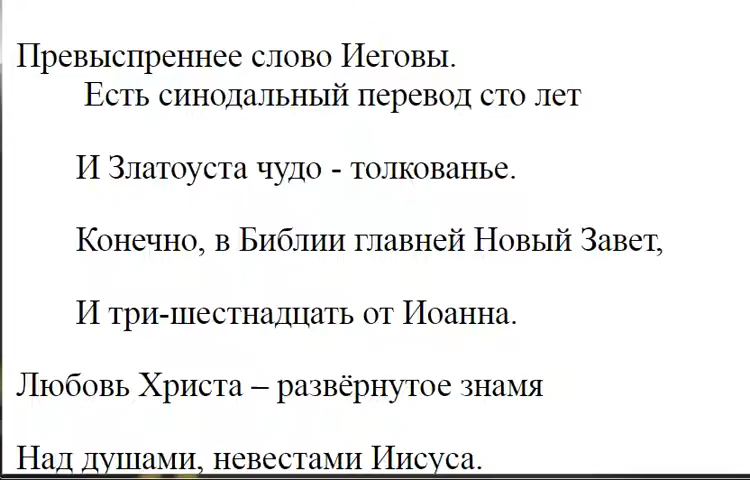 Превыспреннее слово Иеговы.
Есть синодальный перевод сто лет
И Златоуста чудо - толкованье.
Конечно, в Библии главней Новый Завет,
И три-шестнадцать от Иоанна.
Любовь Христа – развёрнутое знамя
Над душами, невестами Иисуса.